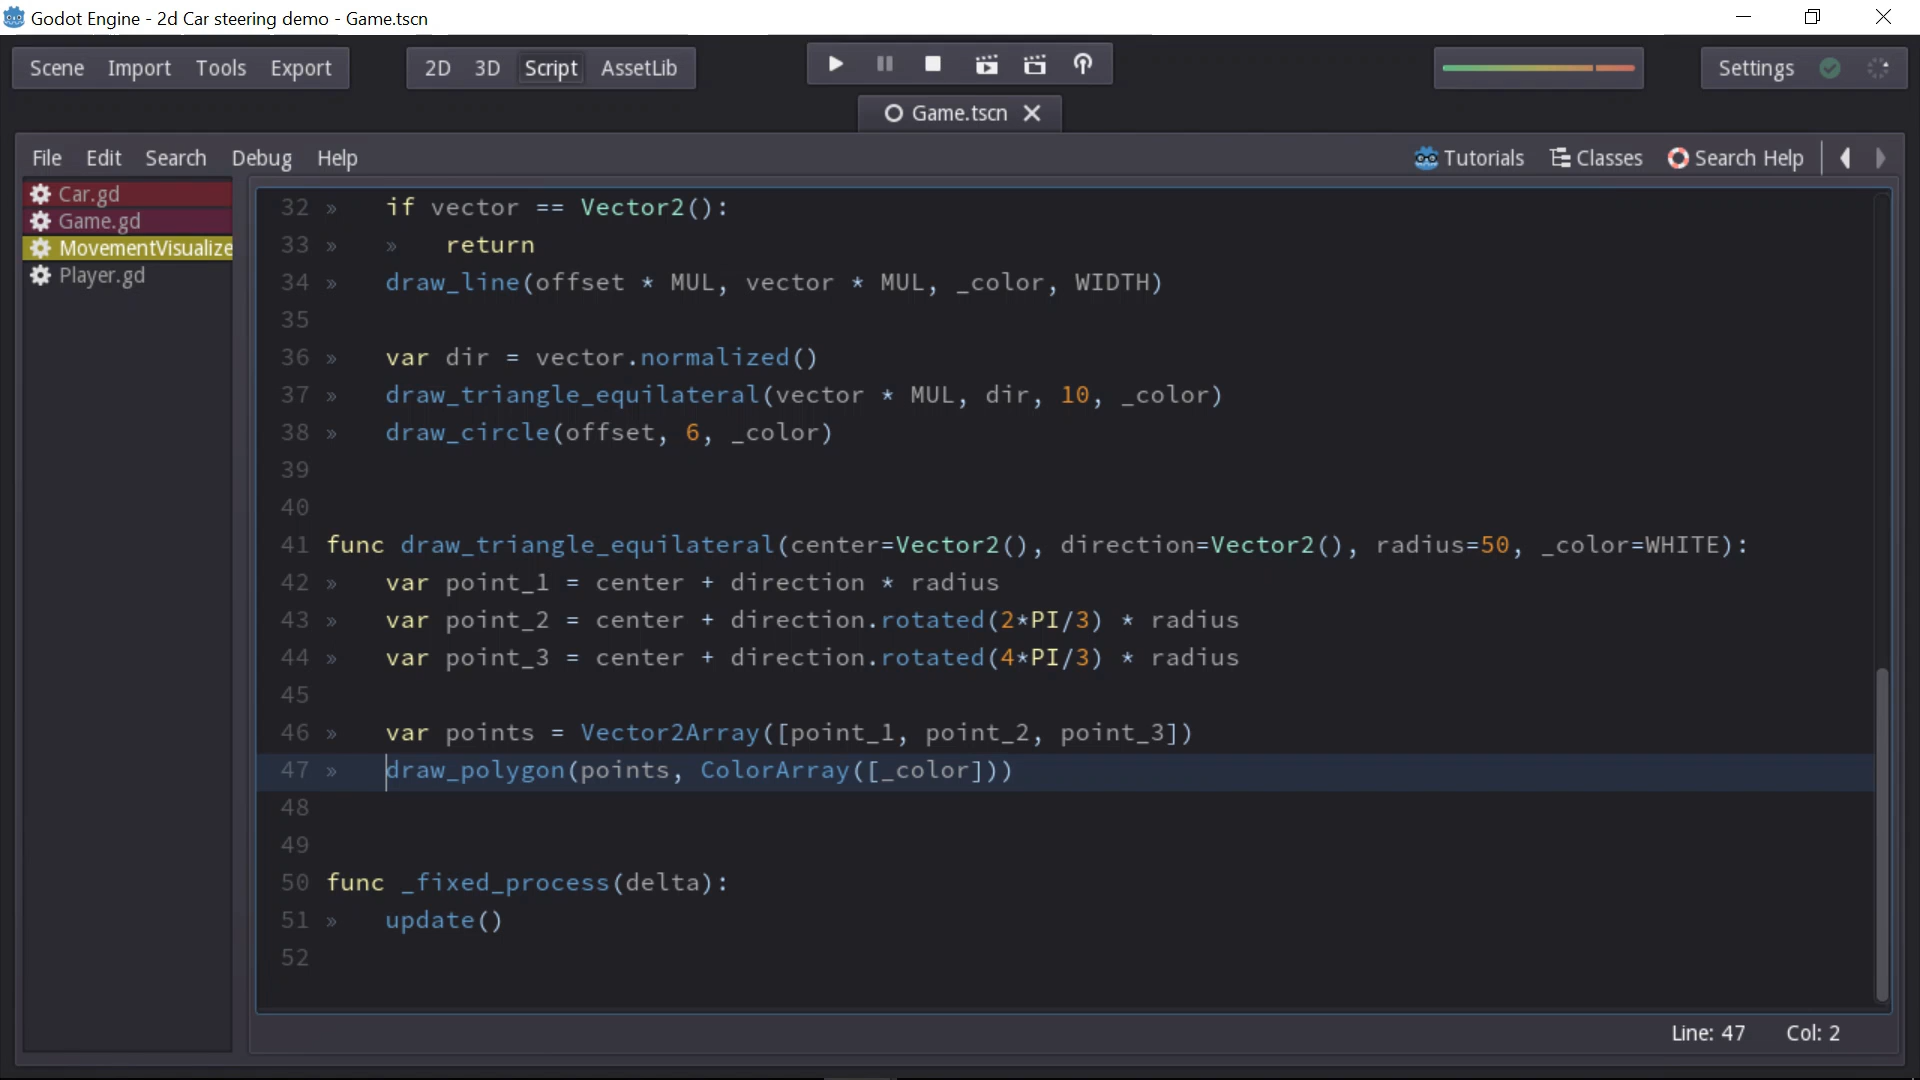 Godot Engine - 2d Car steering demo - Game.tscn
Scene Import Tools Export 2D 3D Script AssetLib Settings
Game.tscn
File Edit Search Debug Help Tutorials Classes Search Help
Car.gd
Game.gd
MovementVisualize
Player.gd
32 » if vector == Vector2():
33 » » return
34 » draw_line(offset * MUL, vector * MUL, _color, WIDTH)
35
36 » var dir = vector.normalized()
37 » draw_triangle_equilateral(vector * MUL, dir, 10, _color)
38 » draw_circle(offset, 6, _color)
39
40
41 func draw_triangle_equilateral(center=Vector2(), direction=Vector2(), radius=50, _color=WHITE):
42 » var point_1 = center + direction * radius
43 » var point_2 = center + direction.rotated(2*PI/3) * radius
44 » var point_3 = center + direction.rotated(4*PI/3) * radius
45
46 » var points = Vector2Array([point_1, point_2, point_3])
47 » draw_polygon(points, ColorArray([_color]))
48
49
50 func _fixed_process(delta):
51 » update()
52
Line: 47 Col: 2